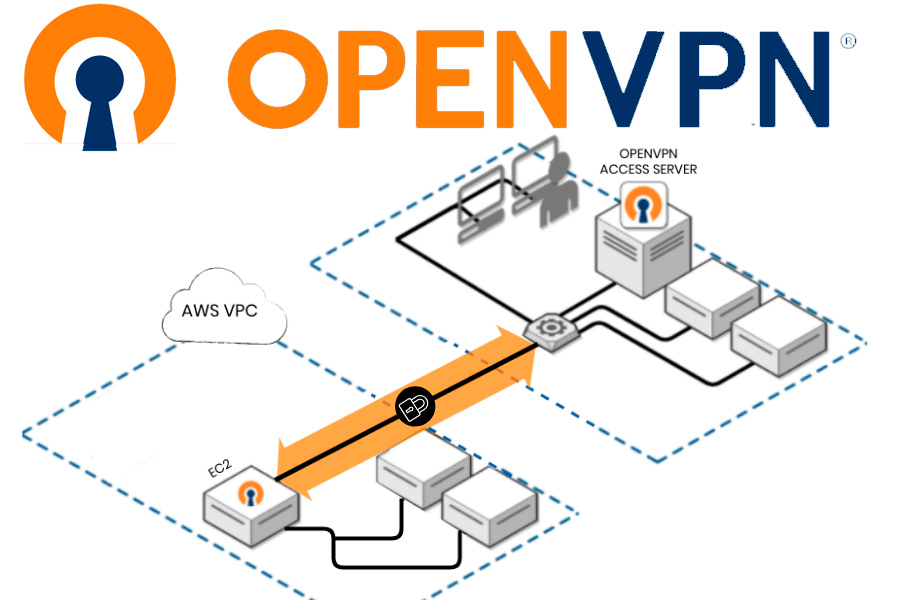 OPENVPN®
OPENVPN
ACCESS SERVER
AWS VPC
EC2